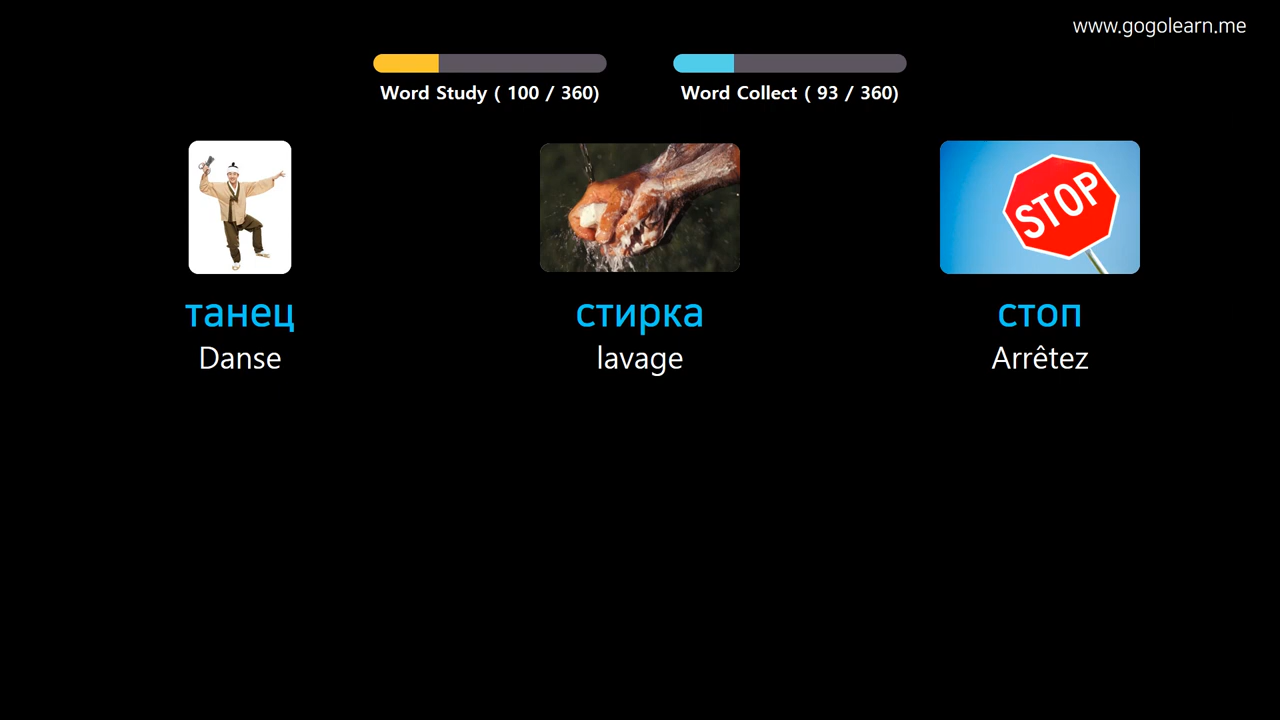 www.gogolearn.me
Word Study ( 100 / 360)
Word Collect ( 93 / 360)
STOP
танец
стирка
стоп
Danse
lavage
Arrêtez